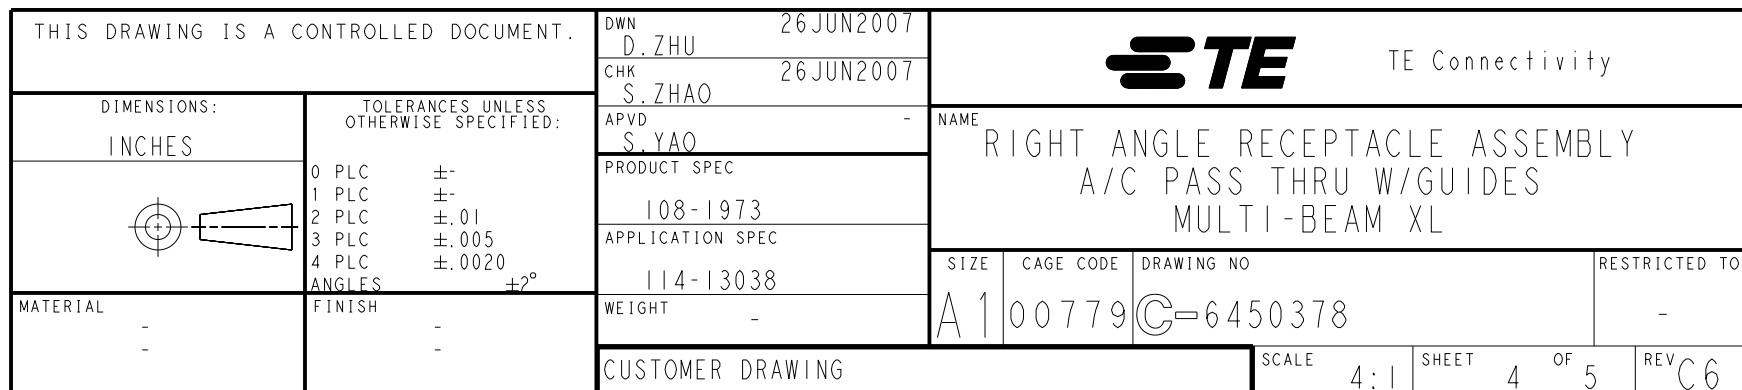 THIS DRAWING IS A CONTROLLED DOCUMENT.
DIMENSIONS:
INCHES
TOLERANCES UNLESS
OTHERWISE SPECIFIED:
0 PLC ±-
1 PLC ±-
2 PLC ±.01
3 PLC ±.005
4 PLC ±.0020
ANGLES ±2°
MATERIAL
-
-
FINISH
-
-
DWN 26JUN2007
D.ZHU
CHK 26JUN2007
S.ZHAO
APVD -
S.YAO
PRODUCT SPEC
108-1973
APPLICATION SPEC
114-13038
WEIGHT -
CUSTOMER DRAWING
TE TE Connectivity
NAME
RIGHT ANGLE RECEPTACLE ASSEMBLY
A/C PASS THRU W/GUIDES
MULTI-BEAM XL
SIZE CAGE CODE DRAWING NO RESTRICTED TO
A1 00779 C-6450378 -
SCALE 4:1 SHEET 4 OF 5 REV C6